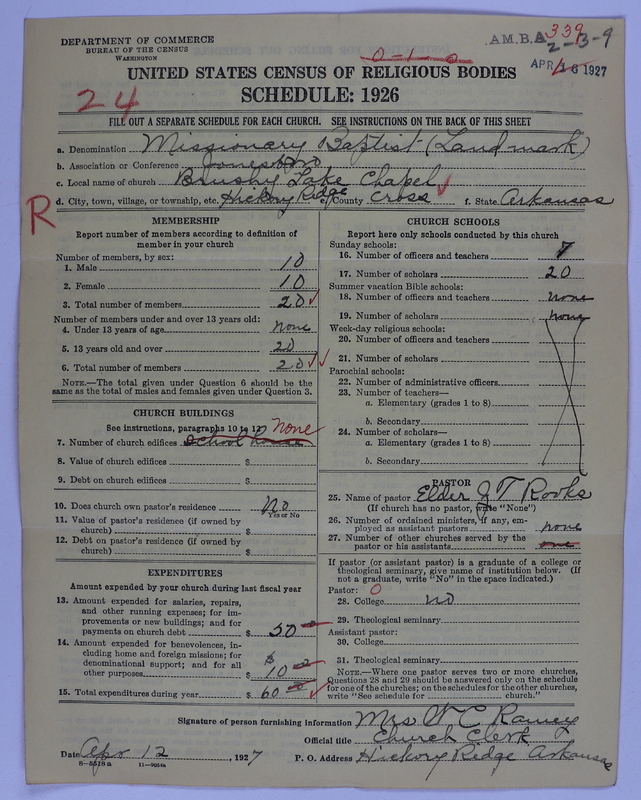 DEPARTMENT OF COMMERCE
BUREAU OF THE CENSUS
WASHINGTON
A.M.B.A 339
2-3-9
0-1-0
APR 16 1927
UNITED STATES CENSUS OF RELIGIOUS BODIES
24
SCHEDULE: 1926
FILL OUT A SEPARATE SCHEDULE FOR EACH CHURCH. SEE INSTRUCTIONS ON THE BACK OF THIS SHEET
a. Denomination Missionary Baptist (Landmark)
b. Association or Conference Jonesboro
c. Local name of church Brushy Lake Chapel
d. City, town, village, or township, etc. Hickory Ridge e. County Cross f. State Arkansas
R
MEMBERSHIP
Report number of members according to definition of
member in your church
Number of members, by sex:
1. Male 10
2. Female 10
3. Total number of members 20
Number of members under and over 13 years old:
4. Under 13 years of age none
5. 13 years old and over 20
6. Total number of members 20
NOTE.—The total given under Question 6 should be the
same as the total of males and females given under Question 3.
CHURCH BUILDINGS
See instructions, paragraphs 10 to 12 None
7. Number of church edifices School house
8. Value of church edifices $
9. Debt on church edifices $
10. Does church own pastor's residence No
Yes or No
11. Value of pastor's residence (if owned by
church) $
12. Debt on pastor's residence (if owned by
church) $
EXPENDITURES
Amount expended by your church during last fiscal year
13. Amount expended for salaries, repairs,
and other running expenses; for im-
provements or new buildings; and for
payments on church debt $ 50
14. Amount expended for benevolences, in-
cluding home and foreign missions; for
denominational support; and for all
other purposes $ 10
15. Total expenditures during year $ 60
CHURCH SCHOOLS
Report here only schools conducted by this church
Sunday schools:
16. Number of officers and teachers 7
17. Number of scholars 20
Summer vacation Bible schools:
18. Number of officers and teachers none
19. Number of scholars none
Week-day religious schools:
20. Number of officers and teachers
21. Number of scholars
Parochial schools:
22. Number of administrative officers
23. Number of teachers—
a. Elementary (grades 1 to 8)
b. Secondary
24. Number of scholars—
a. Elementary (grades 1 to 8)
b. Secondary
PASTOR
25. Name of pastor Elder J T Rooks
(If church has no pastor, write "None")
26. Number of ordained ministers, if any, em-
ployed as assistant pastors none
27. Number of other churches served by the
pastor or his assistants one
If pastor (or assistant pastor) is a graduate of a college or
theological seminary, give name of institution below. (If
not a graduate, write "No" in the space indicated.)
Pastor: 0
28. College no
29. Theological seminary
Assistant pastor:
30. College
31. Theological seminary
NOTE.—Where one pastor serves two or more churches,
Questions 28 and 29 should be answered only on the schedule
for one of the churches; on the schedules for the other churches,
write "See schedule for church."
Signature of person furnishing information Mrs W C Ramey
Official title Church Clerk
Date Apr 12, 1927 P. O. Address Hickory Ridge Arkansas
8-5518a 11-9054a